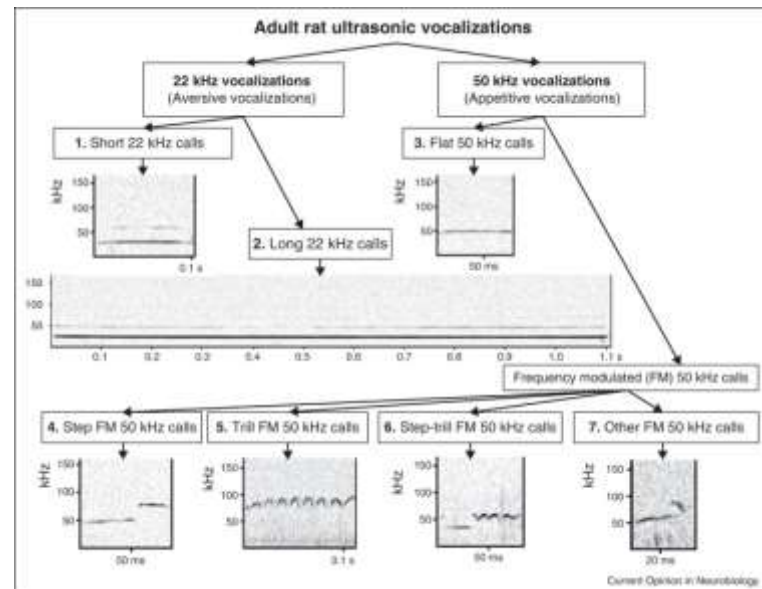 Adult rat ultrasonic vocalizations
22 kHz vocalizations
(Aversive vocalizations)
50 kHz vocalizations
(Appetitive vocalizations)
1. Short 22 kHz calls
3. Flat 50 kHz calls
kHz
150
100
50
0.1 s
kHz
150
100
50
50 ms
2. Long 22 kHz calls
150
100
50
0.1 0.2 0.3 0.4 0.5 0.6 0.7 0.8 0.9 1.0 1.1 s
Frequency modulated (FM) 50 kHz calls
4. Step FM 50 kHz calls
5. Trill FM 50 kHz calls
6. Step-trill FM 50 kHz calls
7. Other FM 50 kHz calls
kHz
150
100
50
50 ms
kHz
150
100
50
0.1 s
kHz
150
100
50
50 ms
kHz
150
100
50
20 ms
Current Opinion in Neurobiology